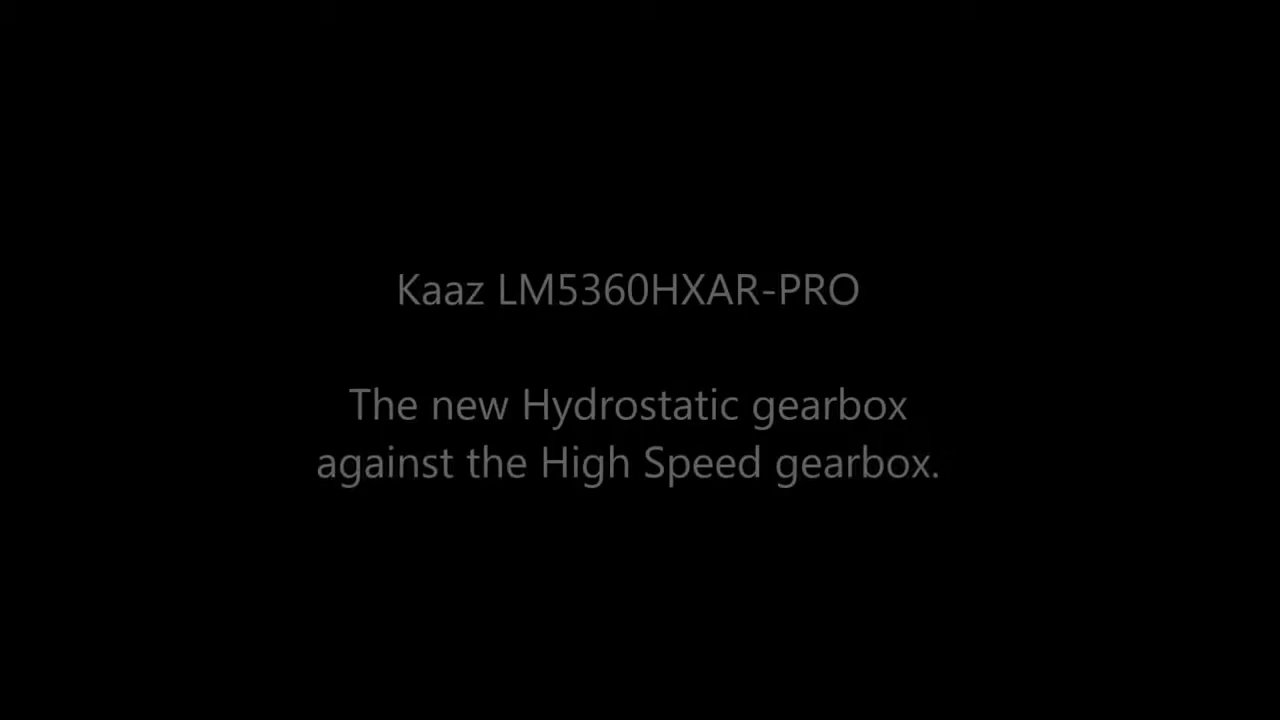 Kaaz LM5360HXAR-PRO
The new Hydrostatic gearbox
against the High Speed gearbox.